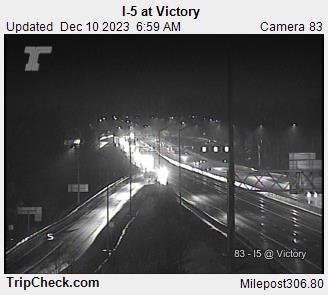 I-5 at Victory
Updated  Dec 10 2023  6:59 AM
Camera 83
S
83 - I5 @ Victory
TripCheck.com
Milepost306.80